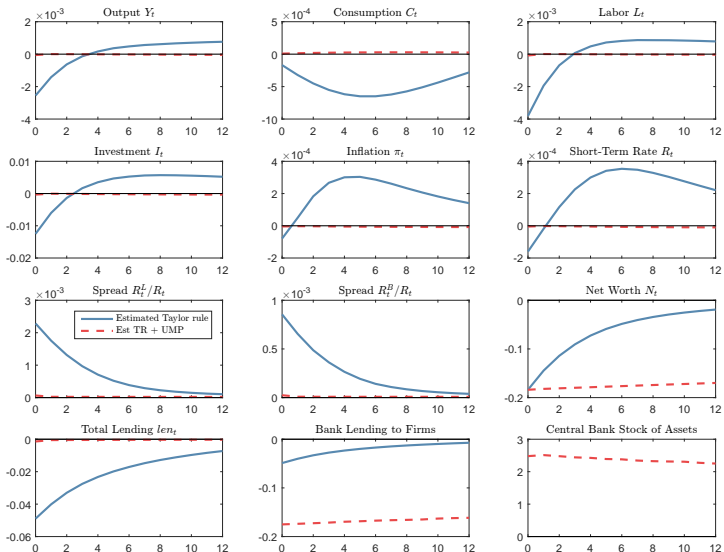 Output Y_t
Consumption C_t
Labor L_t
×10⁻³
×10⁻⁴
×10⁻³
2
0
-2
-4
0 2 4 6 8 10 12
5
0
-5
-10
0 2 4 6 8 10 12
2
0
-2
-4
0 2 4 6 8 10 12
Investment I_t
Inflation π_t
Short-Term Rate R_t
×10⁻⁴
×10⁻⁴
0.01
0
-0.01
-0.02
0 2 4 6 8 10 12
4
2
0
-2
0 2 4 6 8 10 12
4
2
0
-2
0 2 4 6 8 10 12
Spread R_t^L/R_t
Spread R_t^B/R_t
Net Worth N_t
×10⁻³
×10⁻³
3
2
1
0
0 2 4 6 8 10 12
Estimated Taylor rule
Est TR + UMP
1
0.5
0
0 2 4 6 8 10 12
0
-0.1
-0.2
0 2 4 6 8 10 12
Total Lending len_t
Bank Lending to Firms
Central Bank Stock of Assets
0
-0.02
-0.04
-0.06
0 2 4 6 8 10 12
0
-0.1
-0.2
0 2 4 6 8 10 12
3
2
1
0
0 2 4 6 8 10 12